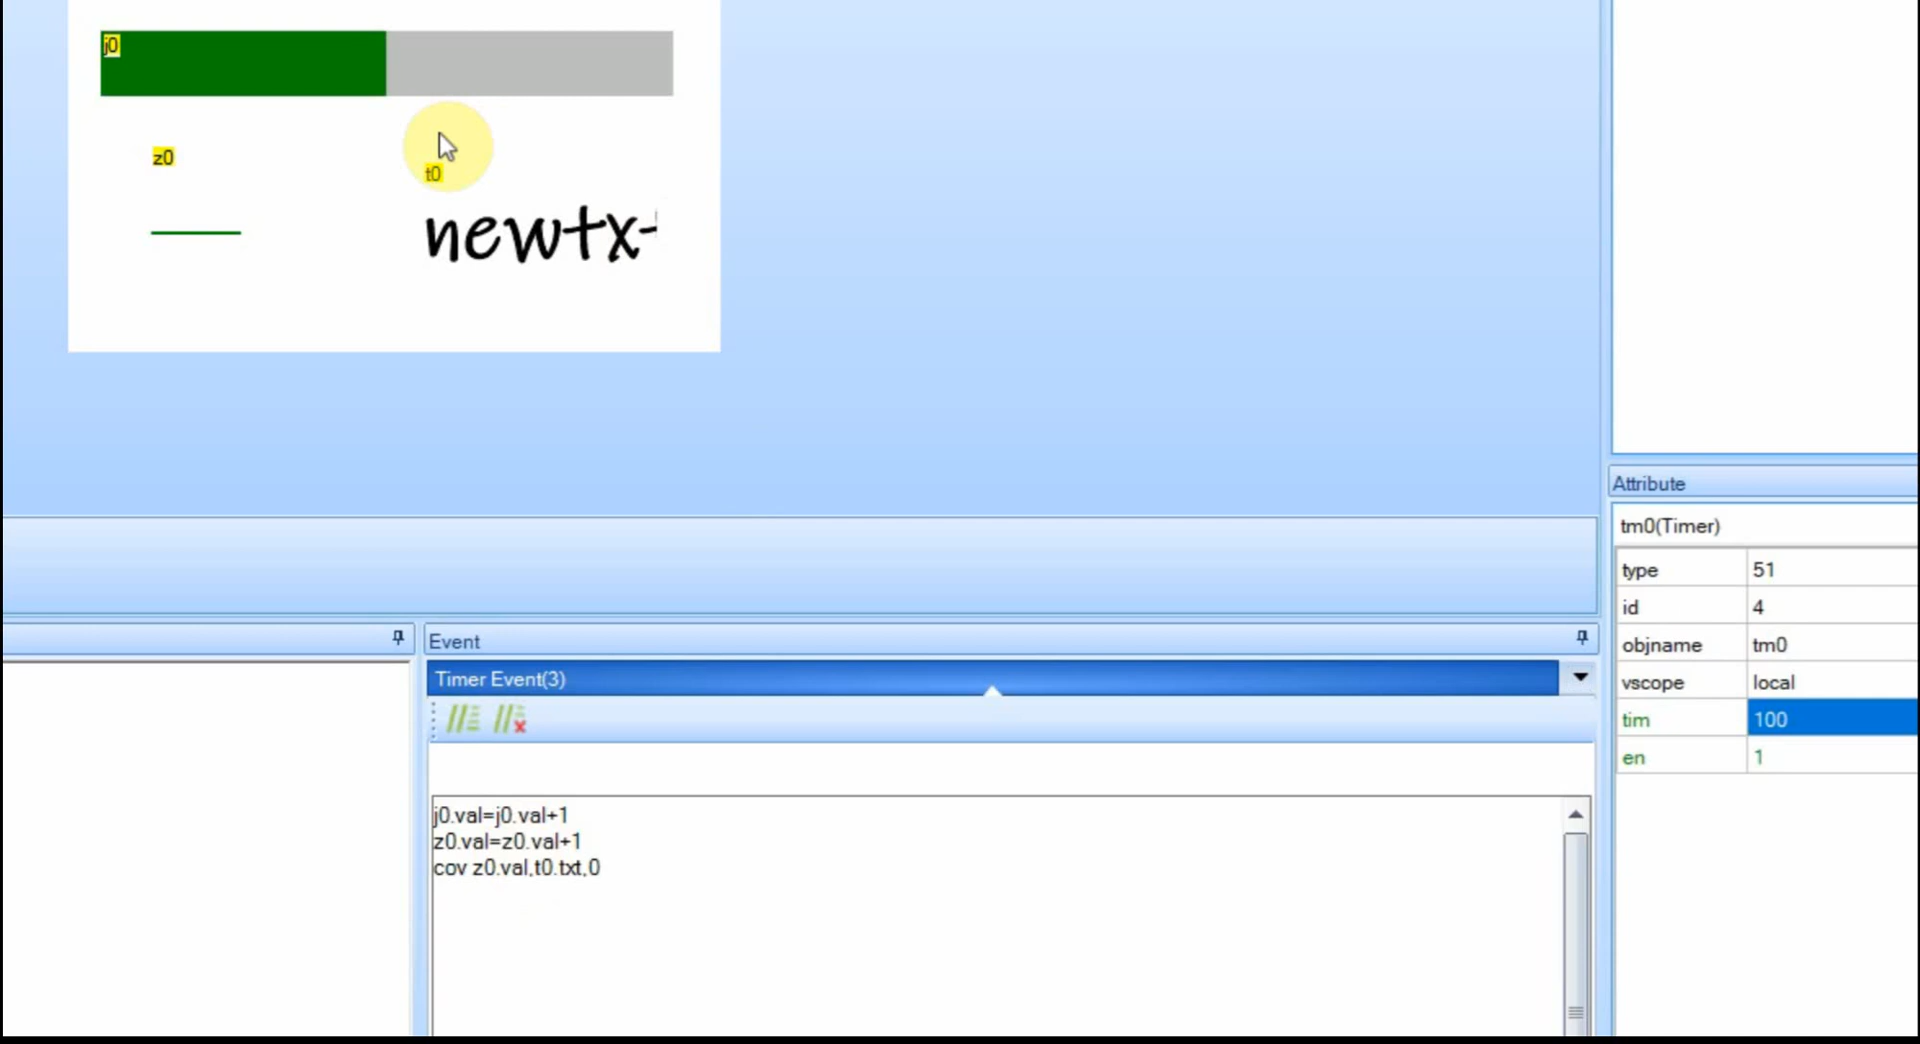 j0
z0
t0
newtx
Attribute
tm0(Timer)
type 51
id 4
objname tm0
vscope local
tim 100
en 1
Event
Timer Event(3)
j0.val=j0.val+1
z0.val=z0.val+1
cov z0.val,t0.txt,0